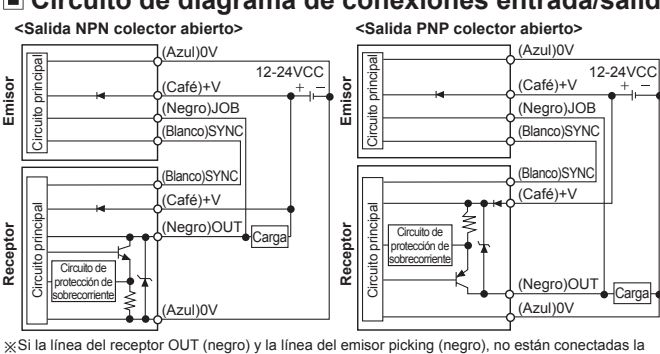 ■ Circuito de diagrama de conexiones entrada/salid
<Salida NPN colector abierto>
Emisor
Circuito principal
(Azul)0V
12-24VCC
+ −
(Café)+V
(Negro)JOB
(Blanco)SYNC
Receptor
Circuito principal
(Blanco)SYNC
(Café)+V
(Negro)OUT
Carga
Circuito de
protección de
sobrecorriente
(Azul)0V
<Salida PNP colector abierto>
Emisor
Circuito principal
(Azul)0V
12-24VCC
+ −
(Café)+V
(Negro)JOB
(Blanco)SYNC
Receptor
Circuito principal
(Blanco)SYNC
(Café)+V
Circuito de
protección de
sobrecorriente
(Negro)OUT
Carga
(Azul)0V
※Si la línea del receptor OUT (negro) y la línea del emisor picking (negro), no están conectadas la